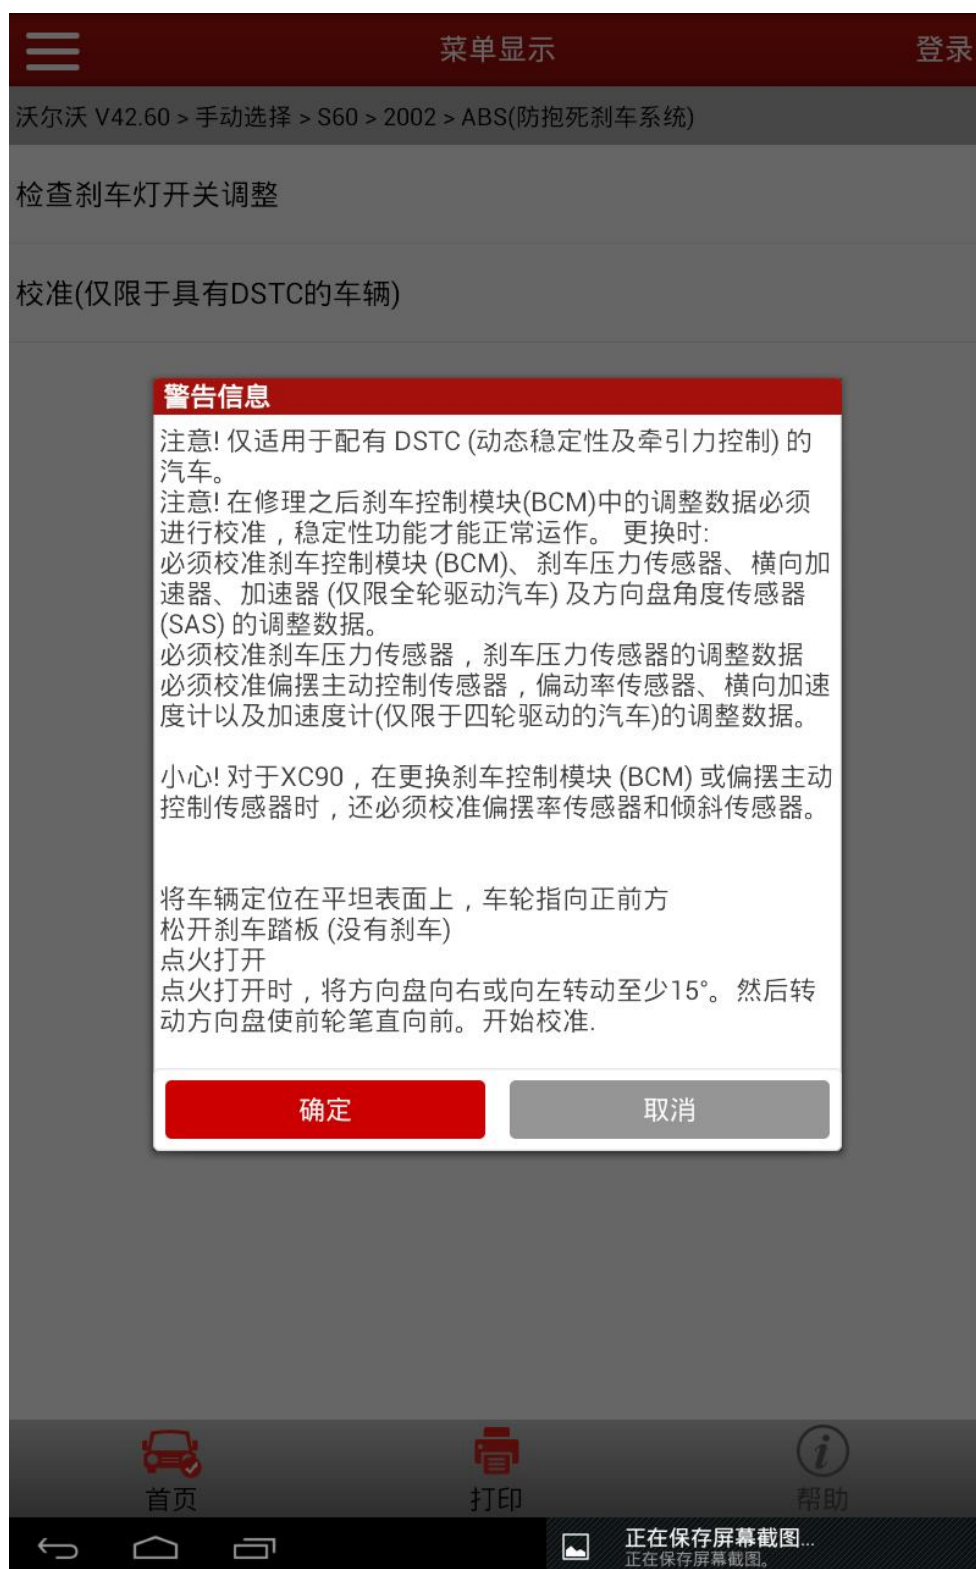 菜单显示
登录
沃尔沃 V42.60 > 手动选择 > S60 > 2002 > ABS(防抱死刹车系统)
检查刹车灯开关调整
校准(仅限于具有DSTC的车辆)
警告信息
注意! 仅适用于配有 DSTC (动态稳定性及牵引力控制) 的
汽车。
注意! 在修理之后刹车控制模块(BCM)中的调整数据必须
进行校准，稳定性功能才能正常运作。 更换时:
必须校准刹车控制模块 (BCM)、刹车压力传感器、横向加
速器、加速器 (仅限全轮驱动汽车) 及方向盘角度传感器
(SAS) 的调整数据。
必须校准刹车压力传感器，刹车压力传感器的调整数据
必须校准偏摆主动控制传感器，偏动率传感器、横向加速
度计以及加速度计(仅限于四轮驱动的汽车)的调整数据。
小心! 对于XC90，在更换刹车控制模块 (BCM) 或偏摆主动
控制传感器时，还必须校准偏摆率传感器和倾斜传感器。
将车辆定位在平坦表面上，车轮指向正前方
松开刹车踏板 (没有刹车)
点火打开
点火打开时，将方向盘向右或向左转动至少15°。然后转
动方向盘使前轮笔直向前。开始校准.
确定
取消
首页
打印
帮助
正在保存屏幕截图...
正在保存屏幕截图。